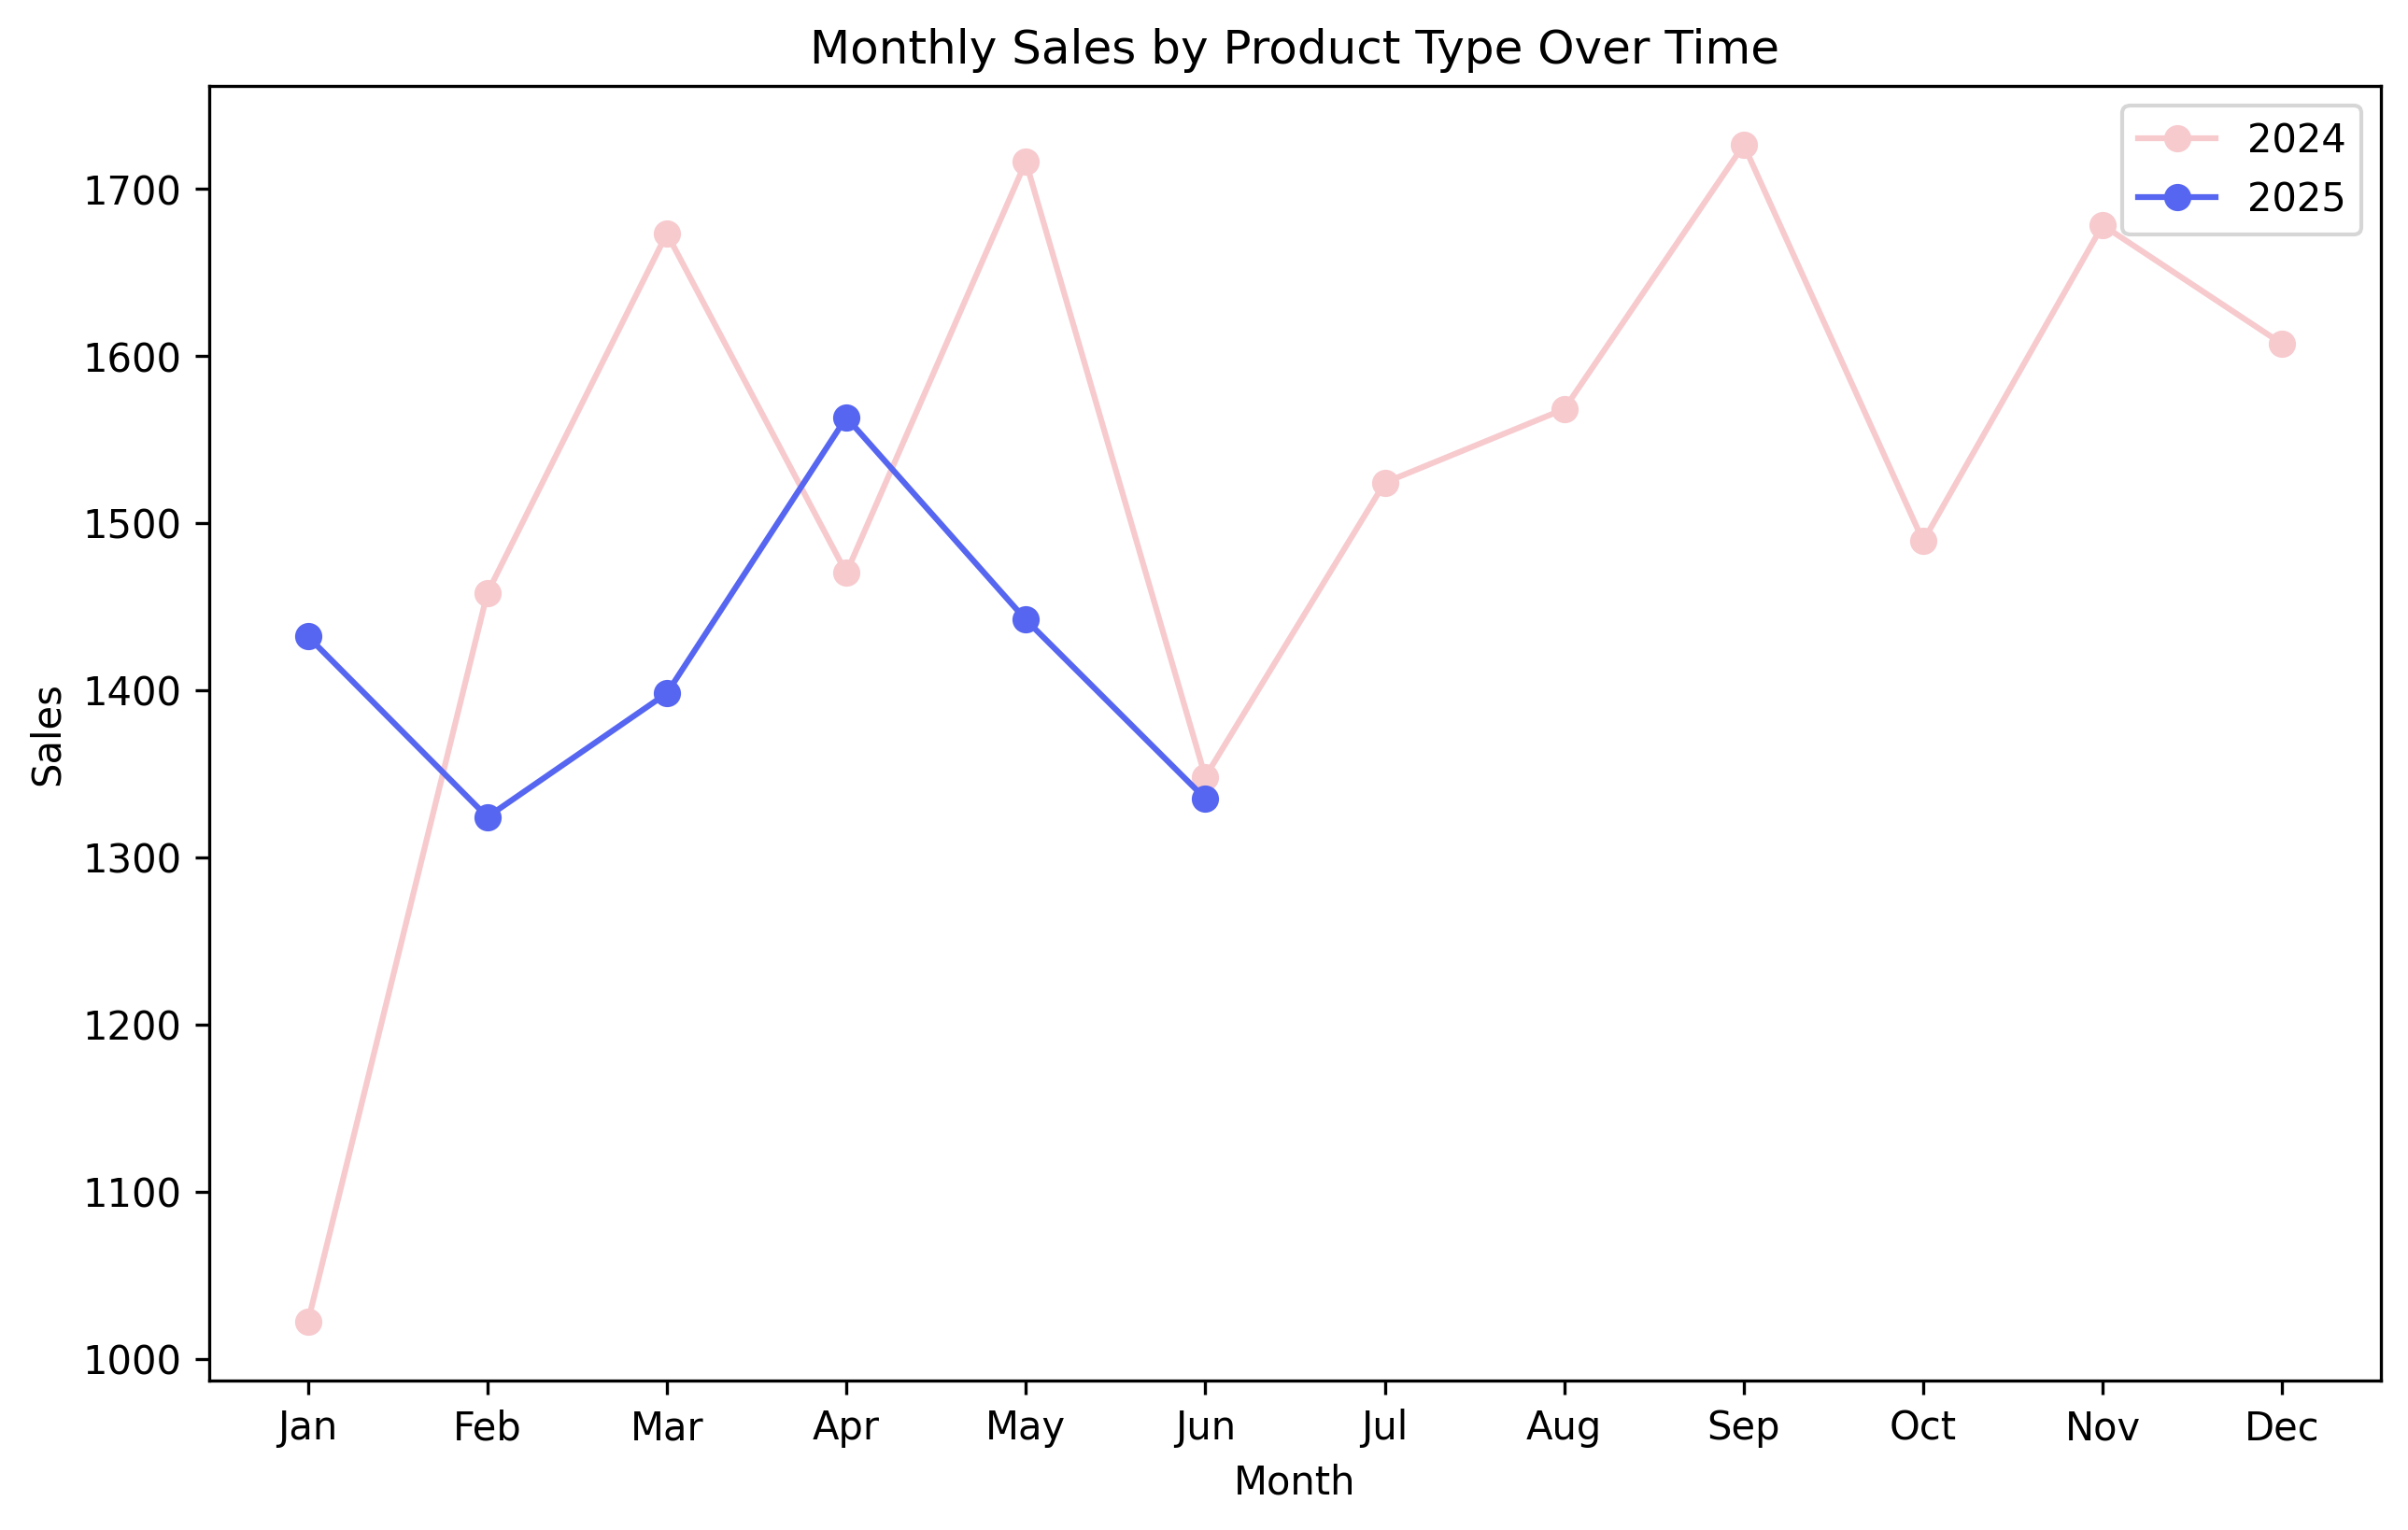 Monthly Sales by Product Type Over Time
2024
2025
1700
1600
1500
1400
1300
1200
1100
1000
Sales
Jan Feb Mar Apr May Jun Jul Aug Sep Oct Nov Dec
Month